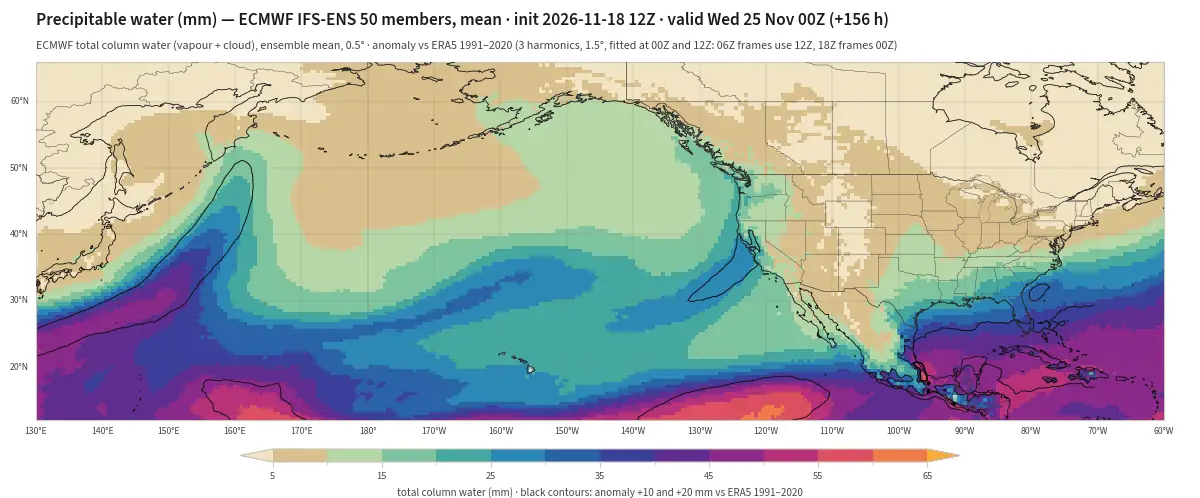 Precipitable water (mm) — ECMWF IFS-ENS 50 members, mean · init 2026-11-18 12Z · valid Wed 25 Nov 00Z (+156 h)
ECMWF total column water (vapour + cloud), ensemble mean, 0.5° · anomaly vs ERA5 1991–2020 (3 harmonics, 1.5°, fitted at 00Z and 12Z: 06Z frames use 12Z, 18Z frames 00Z)
60°N
50°N
40°N
30°N
20°N
130°E 140°E 150°E 160°E 170°E 180° 170°W 160°W 150°W 140°W 130°W 120°W 110°W 100°W 90°W 80°W 70°W 60°W
5 15 25 35 45 55 65
total column water (mm) · black contours: anomaly +10 and +20 mm vs ERA5 1991–2020